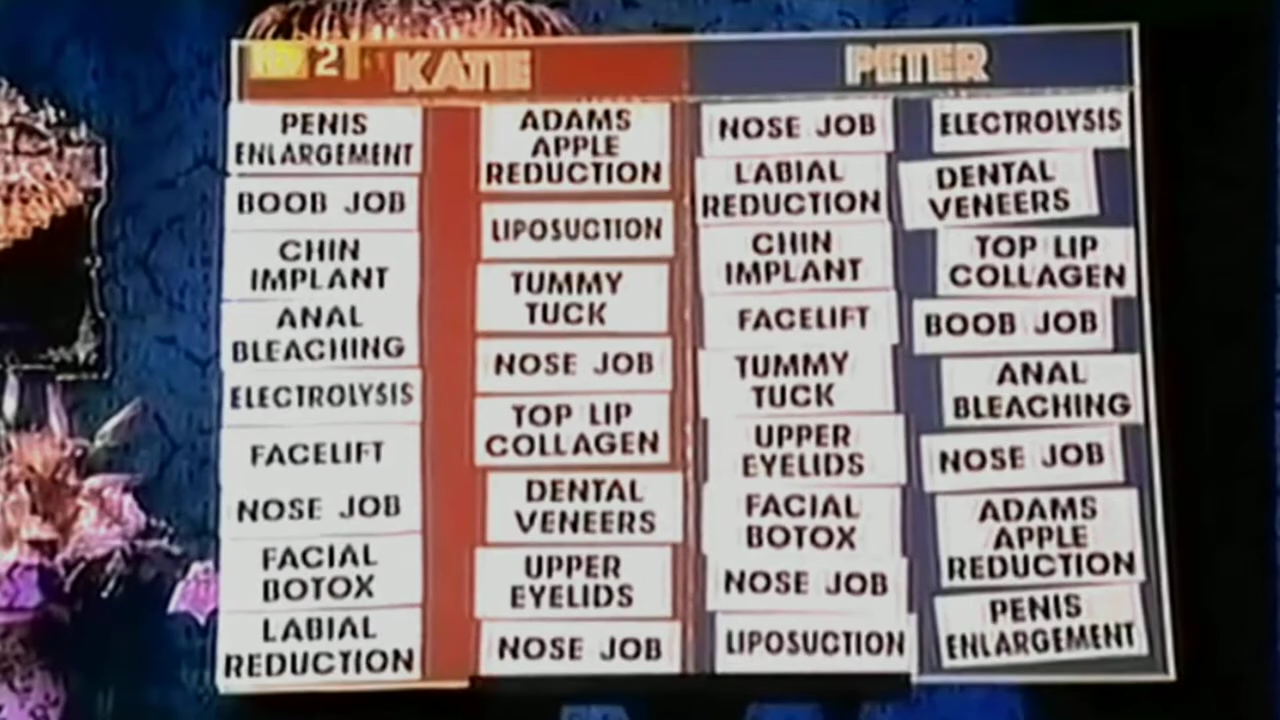 2
KATIE
PETER
PENIS
ENLARGEMENT
BOOB JOB
CHIN
IMPLANT
ANAL
BLEACHING
ELECTROLYSIS
FACELIFT
NOSE JOB
FACIAL
BOTOX
LABIAL
REDUCTION
ADAMS
APPLE
REDUCTION
LIPOSUCTION
TUMMY
TUCK
NOSE JOB
TOP LIP
COLLAGEN
DENTAL
VENEERS
UPPER
EYELIDS
NOSE JOB
NOSE JOB
LABIAL
REDUCTION
CHIN
IMPLANT
FACELIFT
TUMMY
TUCK
UPPER
EYELIDS
FACIAL
BOTOX
NOSE JOB
LIPOSUCTION
ELECTROLYSIS
DENTAL
VENEERS
TOP LIP
COLLAGEN
BOOB JOB
ANAL
BLEACHING
NOSE JOB
ADAMS
APPLE
REDUCTION
PENIS
ENLARGEMENT